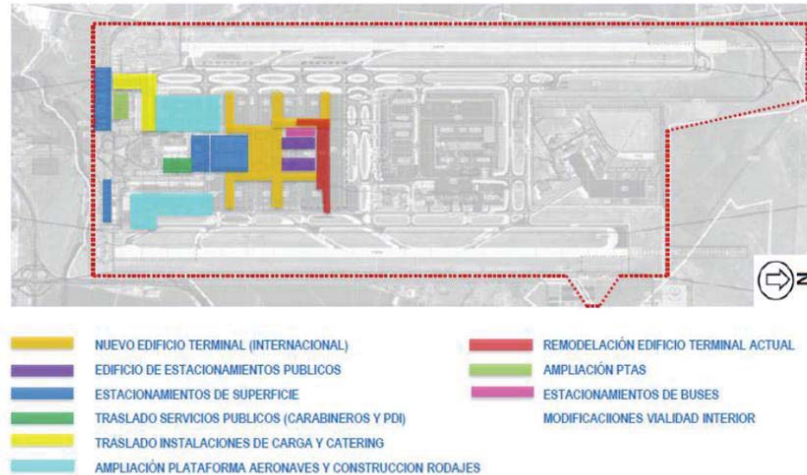 N
NUEVO EDIFICIO TERMINAL (INTERNACIONAL)
REMODELACIÓN EDIFICIO TERMINAL ACTUAL
EDIFICIO DE ESTACIONAMIENTOS PUBLICOS
AMPLIACIÓN PTAS
ESTACIONAMIENTOS DE SUPERFICIE
ESTACIONAMIENTOS DE BUSES
TRASLADO SERVICIOS PUBLICOS (CARABINEROS Y PDI)
MODIFICACIIONES VIALIDAD INTERIOR
TRASLADO INSTALACIONES DE CARGA Y CATERING
AMPLIACIÓN PLATAFORMA AERONAVES Y CONSTRUCCION RODAJES